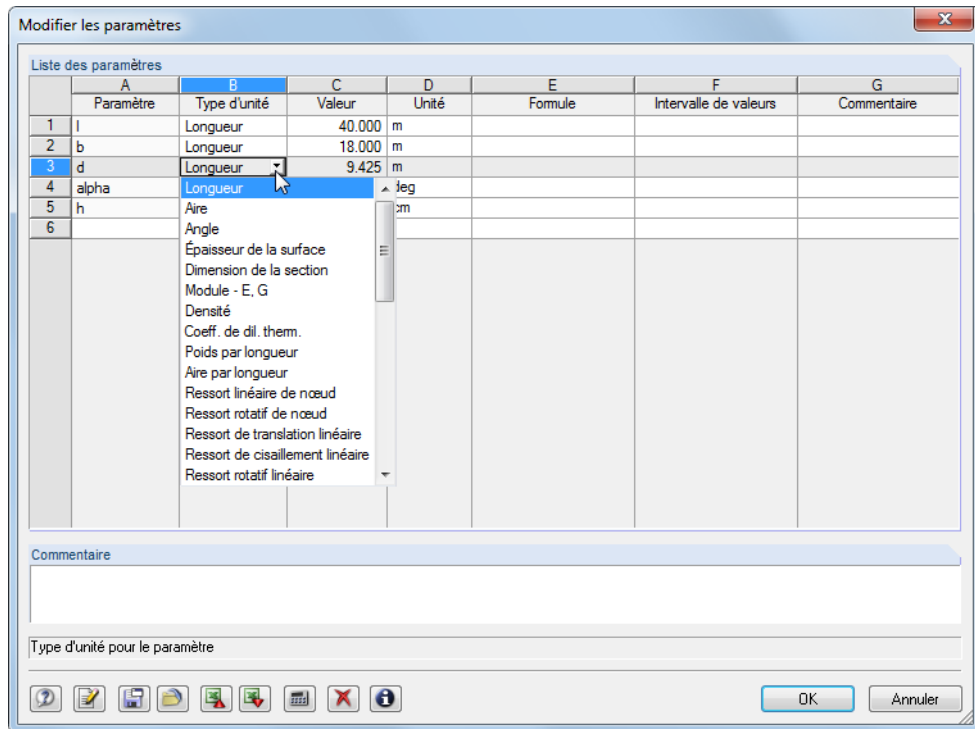 Modifier les paramètres
Liste des paramètres
A B C D E F G
Paramètre Type d'unité Valeur Unité Formule Intervalle de valeurs Commentaire
1 l Longueur 40.000 m
2 b Longueur 18.000 m
3 d Longueur 9.425 m
4 alpha Longueur deg
5 h Aire cm
6 Angle
Épaisseur de la surface
Dimension de la section
Module - E, G
Densité
Coeff. de dil. therm.
Poids par longueur
Aire par longueur
Ressort linéaire de nœud
Ressort rotatif de nœud
Ressort de translation linéaire
Ressort de cisaillement linéaire
Ressort rotatif linéaire
Commentaire
Type d'unité pour le paramètre
OK Annuler